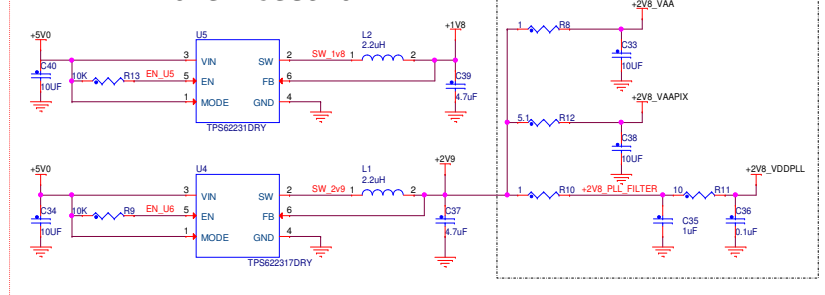 +2V8_VAA
+5V0
U5
L2
2.2uH
+1V8
1
R8
3
VIN
SW
2
SW_1v8
1
2
C33
10UF
C40
10UF
10K
R13
EN_U5
5
EN
FB
6
C39
4.7uF
1
MODE
GND
4
TPS62231DRY
+2V8_VAAPIX
5.1
R12
C38
10UF
+5V0
U4
L1
2.2uH
+2V9
+2V8_VDDPLL
3
VIN
SW
2
SW_2v9
1
2
1
R10
+2V8_PLL_FILTER
10
R11
C34
10UF
10K
R9
EN_U6
5
EN
FB
6
C37
4.7uF
C35
1uF
C36
0.1uF
1
MODE
GND
4
TPS622317DRY